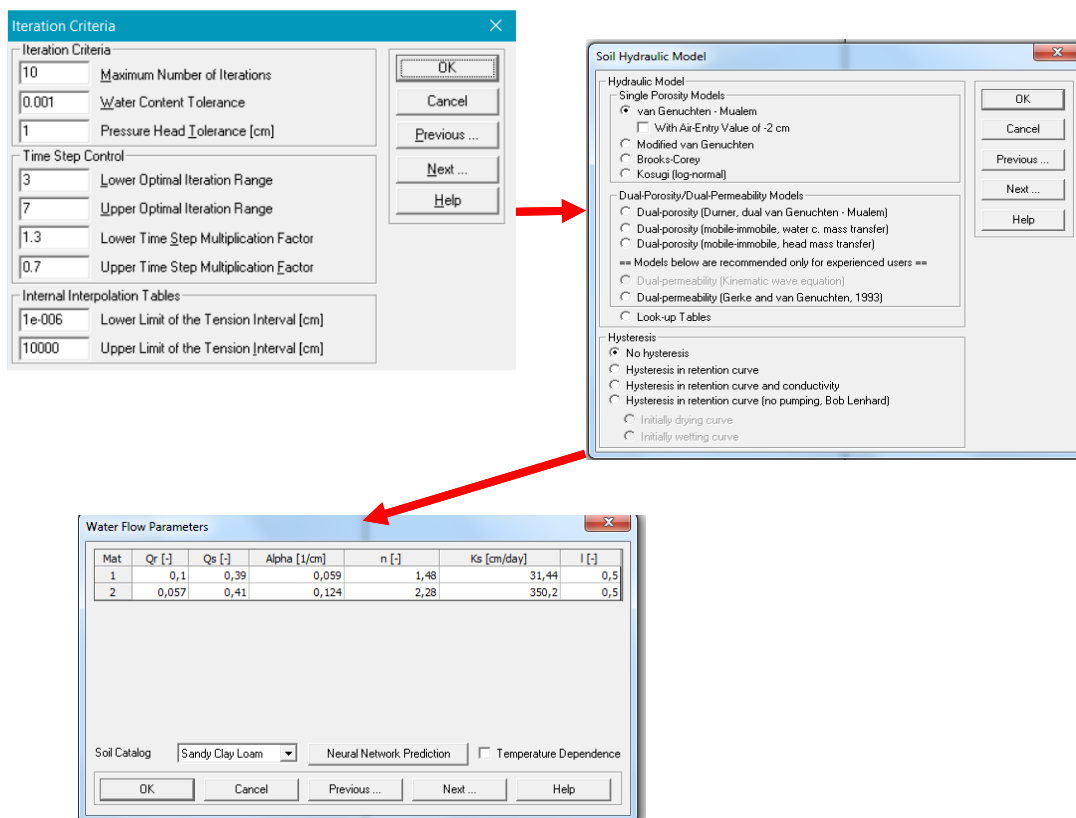 Iteration Criteria
Iteration Criteria
10 Maximum Number of Iterations
0.001 Water Content Tolerance
1 Pressure Head Tolerance [cm]
Time Step Control
3 Lower Optimal Iteration Range
7 Upper Optimal Iteration Range
1.3 Lower Time Step Multiplication Factor
0.7 Upper Time Step Multiplication Factor
Internal Interpolation Tables
1e-006 Lower Limit of the Tension Interval [cm]
10000 Upper Limit of the Tension Interval [cm]
OK
Cancel
Previous ...
Next ...
Help
Soil Hydraulic Model
Hydraulic Model
Single Porosity Models
van Genuchten - Mualem
With Air-Entry Value of -2 cm
Modified van Genuchten
Brooks-Corey
Kosugi (log-normal)
Dual-Porosity/Dual-Permeability Models
Dual-porosity (Durner, dual van Genuchten - Mualem)
Dual-porosity (mobile-immobile, water c. mass transfer)
Dual-porosity (mobile-immobile, head mass transfer)
== Models below are recommended only for experienced users ==
Dual-permeability (Kinematic wave equation)
Dual-permeability (Gerke and van Genuchten, 1993)
Look-up Tables
Hysteresis
No hysteresis
Hysteresis in retention curve
Hysteresis in retention curve and conductivity
Hysteresis in retention curve (no pumping, Bob Lenhard)
Initially drying curve
Initially wetting curve
OK
Cancel
Previous ...
Next ...
Help
Water Flow Parameters
Mat Qr [-] Qs [-] Alpha [1/cm] n [-] Ks [cm/day] l [-]
1 0,1 0,39 0,059 1,48 31,44 0,5
2 0,057 0,41 0,124 2,28 350,2 0,5
Soil Catalog Sandy Clay Loam Neural Network Prediction Temperature Dependence
OK Cancel Previous ... Next ... Help